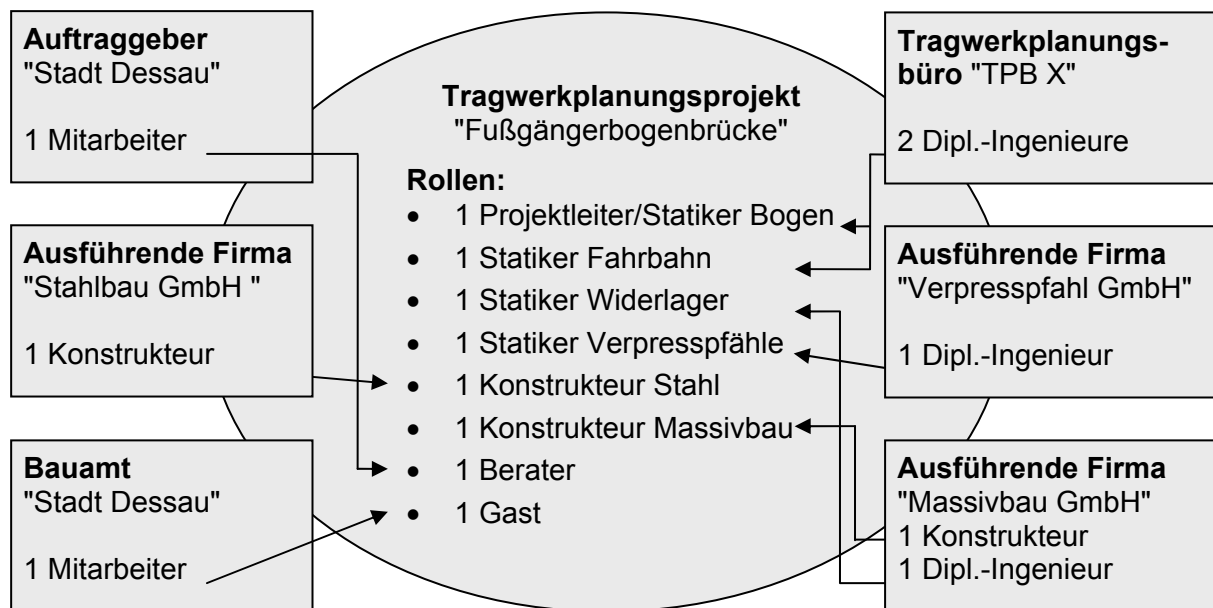 Auftraggeber
"Stadt Dessau"
1 Mitarbeiter
Ausführende Firma
"Stahlbau GmbH "
1 Konstrukteur
Bauamt
"Stadt Dessau"
1 Mitarbeiter
Tragwerkplanungsprojekt
"Fußgängerbogenbrücke"
Rollen:
• 1 Projektleiter/Statiker Bogen
• 1 Statiker Fahrbahn
• 1 Statiker Widerlager
• 1 Statiker Verpresspfähle
• 1 Konstrukteur Stahl
• 1 Konstrukteur Massivbau
• 1 Berater
• 1 Gast
Tragwerkplanungs-
büro "TPB X"
2 Dipl.-Ingenieure
Ausführende Firma
"Verpresspfahl GmbH"
1 Dipl.-Ingenieur
Ausführende Firma
"Massivbau GmbH"
1 Konstrukteur
1 Dipl.-Ingenieur